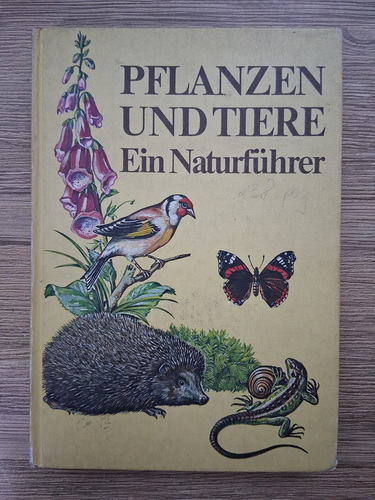 PFLANZEN
UND TIERE
Ein Naturführer